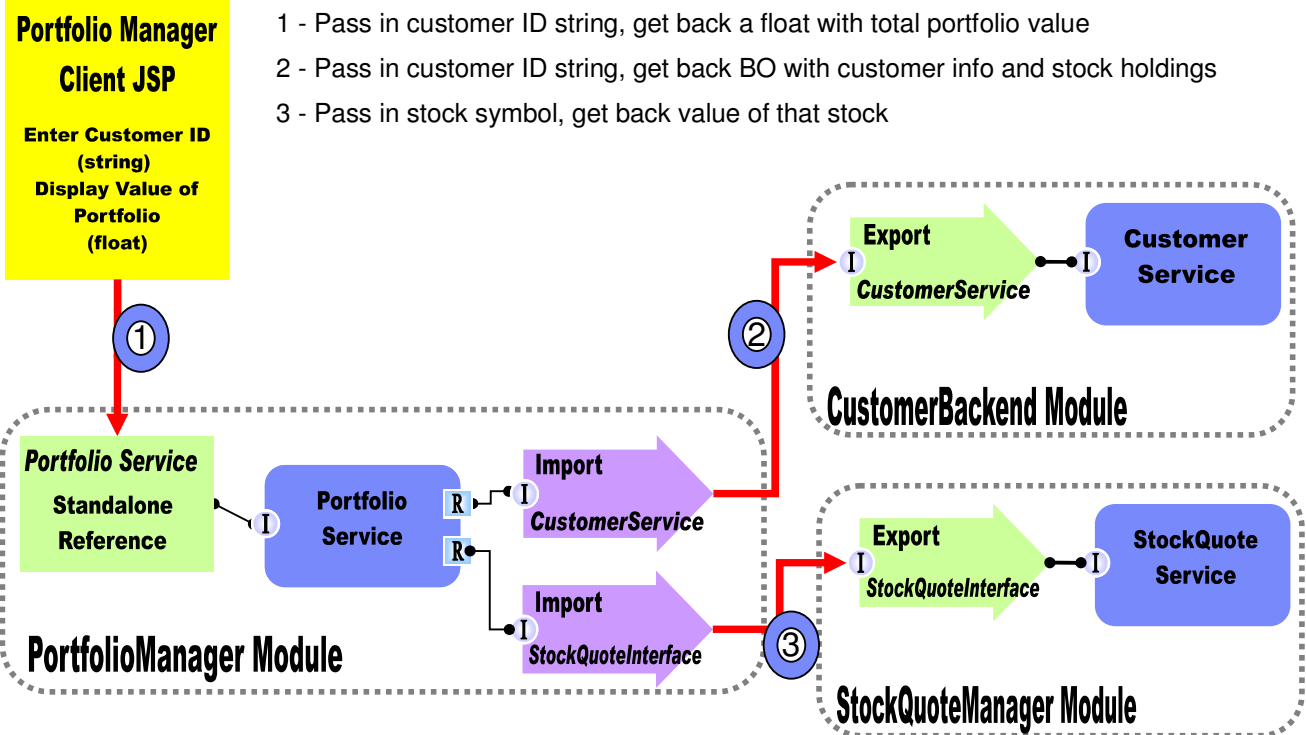 Portfolio Manager
Client JSP
Enter Customer ID
(string)
Display Value of
Portfolio
(float)
1 - Pass in customer ID string, get back a float with total portfolio value
2 - Pass in customer ID string, get back BO with customer info and stock holdings
3 - Pass in stock symbol, get back value of that stock
1
2
Export
I
CustomerService
I
Customer
Service
CustomerBackend Module
Portfolio Service
Standalone
Reference
I
Portfolio
Service
R
R
Import
I
CustomerService
Import
I
StockQuoteInterface
PortfolioManager Module
3
Export
I
StockQuoteInterface
I
StockQuote
Service
StockQuoteManager Module